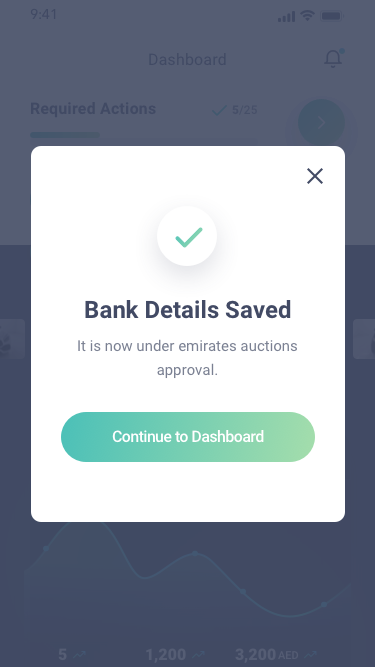 9:41
Dashboard
Required Actions
5/25
Bank Details Saved
It is now under emirates auctions
approval.
Continue to Dashboard
5
1,200
3,200 AED